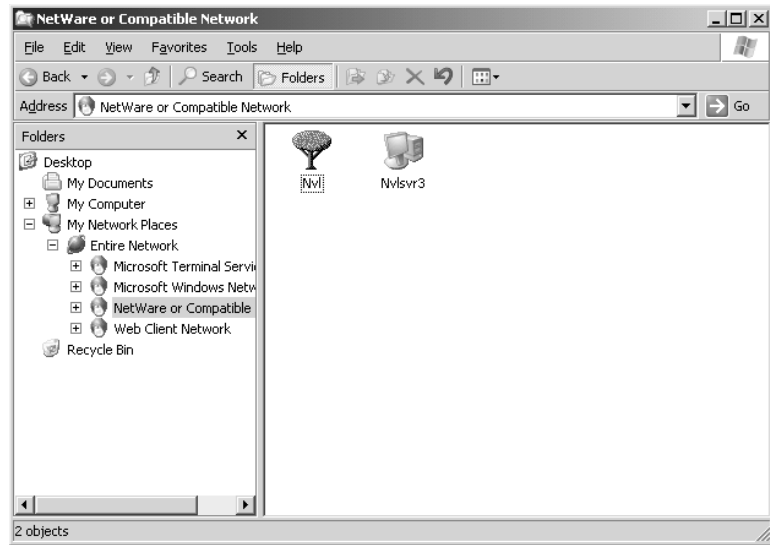 NetWare or Compatible Network
File Edit View Favorites Tools Help
Back Search Folders
Address NetWare or Compatible Network Go
Folders
Desktop
My Documents
My Computer
My Network Places
Entire Network
Microsoft Terminal Servi
Microsoft Windows Netw
NetWare or Compatible
Web Client Network
Recycle Bin
Nvl Nvlsvr3
2 objects